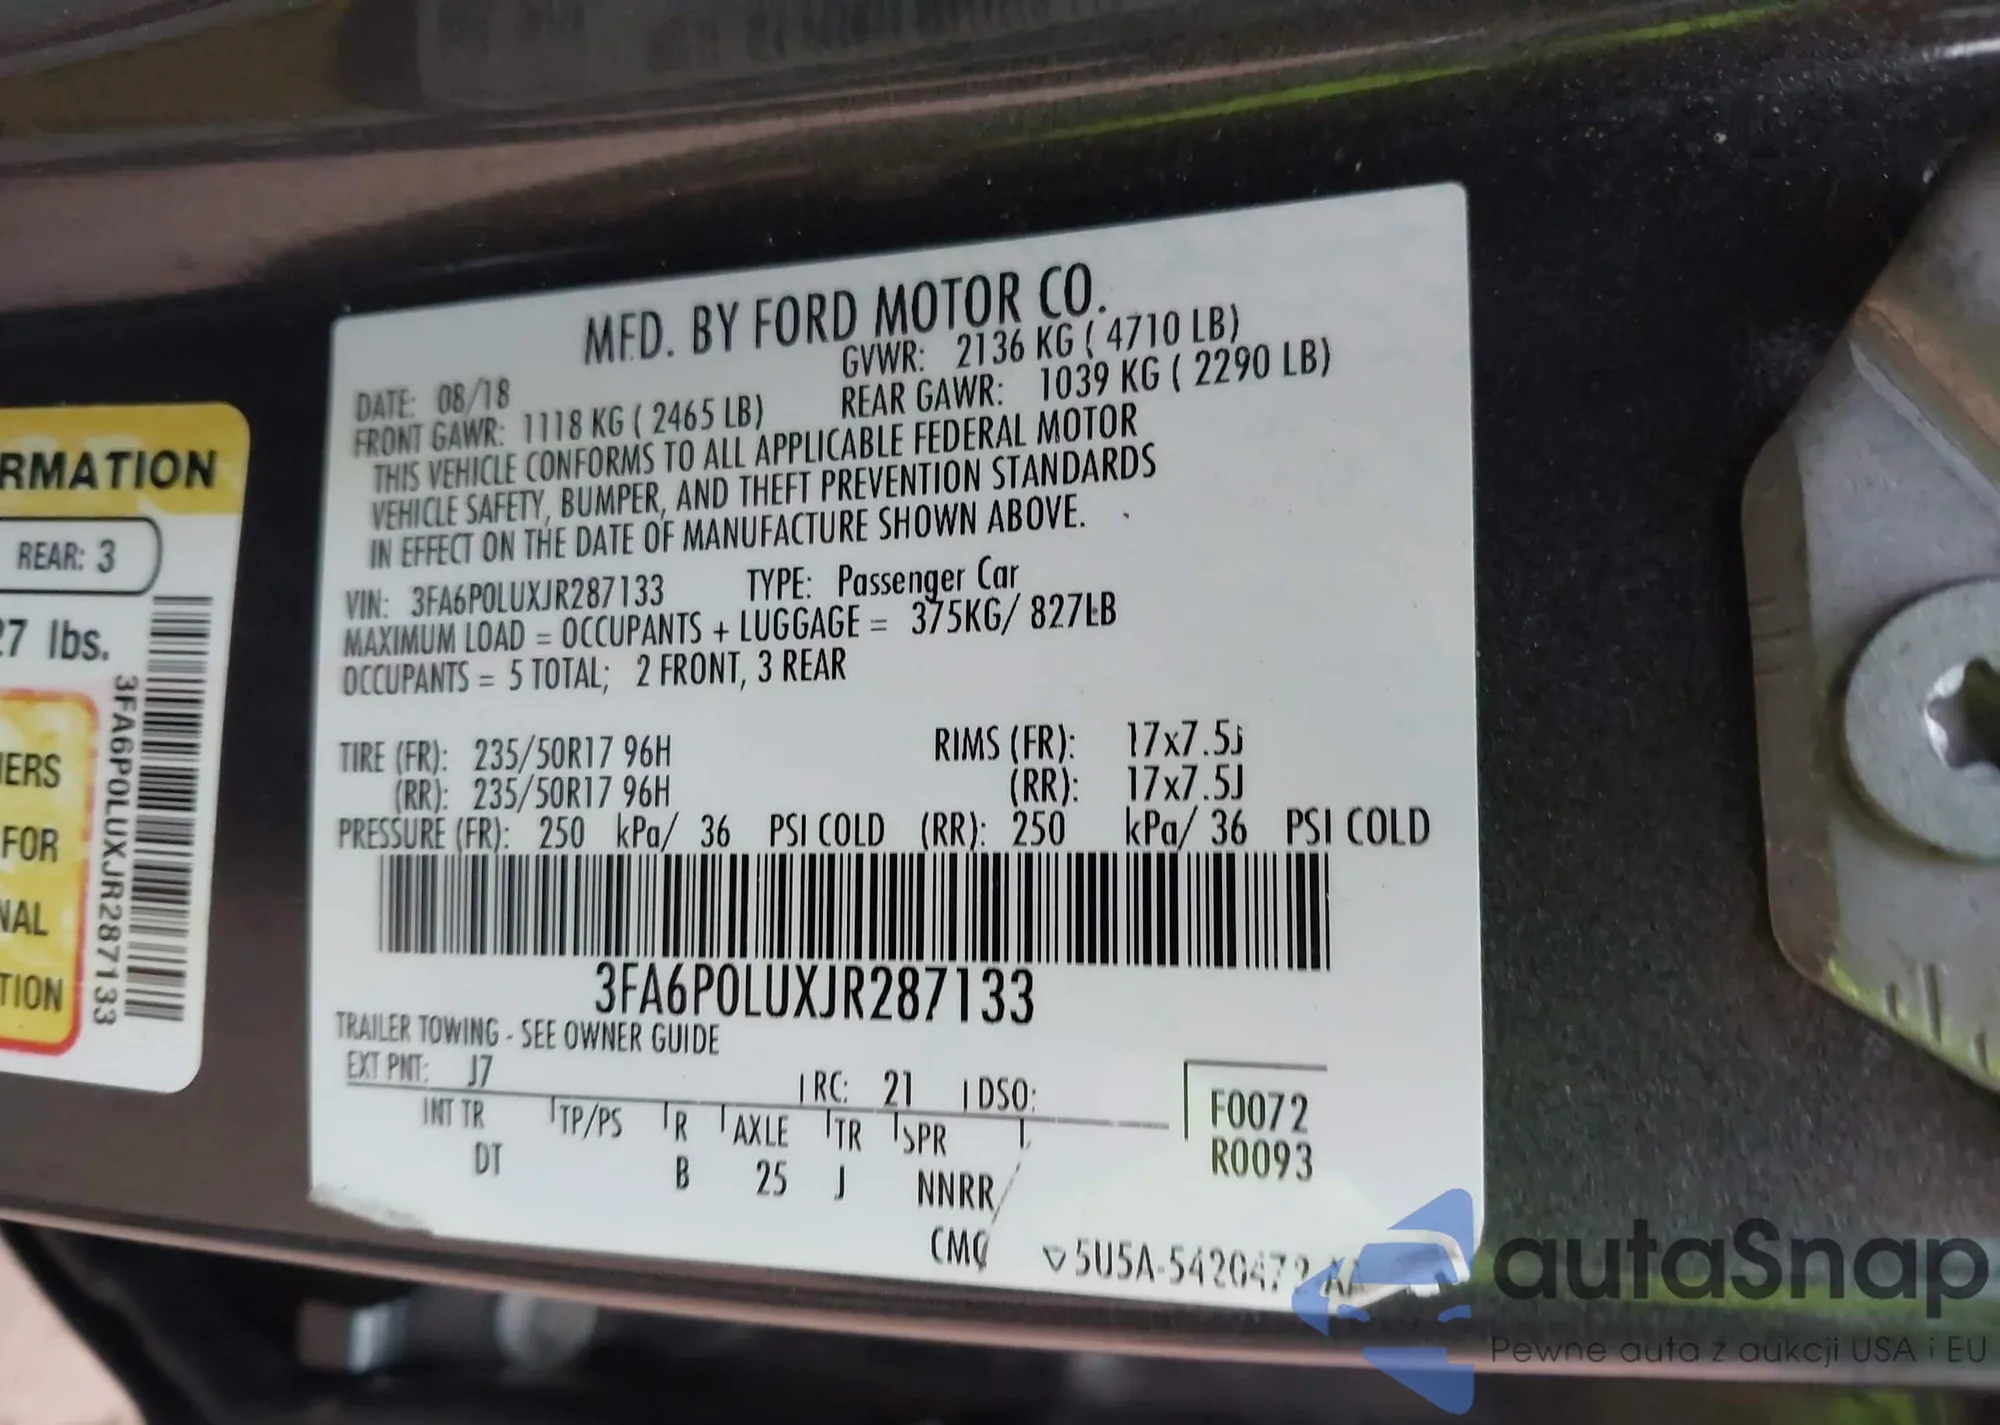 RMATION
REAR: 3
27 lbs.
IERS
FOR
NAL
TION
3FA6P0LUXJR287133
MFD. BY FORD MOTOR CO.
DATE: 08/18 GVWR: 2136 KG ( 4710 LB)
FRONT GAWR: 1118 KG ( 2465 LB) REAR GAWR: 1039 KG ( 2290 LB)
THIS VEHICLE CONFORMS TO ALL APPLICABLE FEDERAL MOTOR
VEHICLE SAFETY, BUMPER, AND THEFT PREVENTION STANDARDS
IN EFFECT ON THE DATE OF MANUFACTURE SHOWN ABOVE.
VIN: 3FA6P0LUXJR287133 TYPE: Passenger Car
MAXIMUM LOAD = OCCUPANTS + LUGGAGE = 375KG/ 827LB
OCCUPANTS = 5 TOTAL; 2 FRONT, 3 REAR
TIRE (FR): 235/50R17 96H RIMS (FR): 17x7.5J
(RR): 235/50R17 96H (RR): 17x7.5J
PRESSURE (FR): 250 kPa/ 36 PSI COLD (RR): 250 kPa/ 36 PSI COLD
3FA6P0LUXJR287133
TRAILER TOWING - SEE OWNER GUIDE
EXT PNT: J7 RC: 21 DSO:
INT TR TP/PS R AXLE TR SPR
DT B 25 J NNRR
F0072
R0093
CMC
5U5A-5420472-AA
autaSnap
Pewne auta z aukcji USA i EU